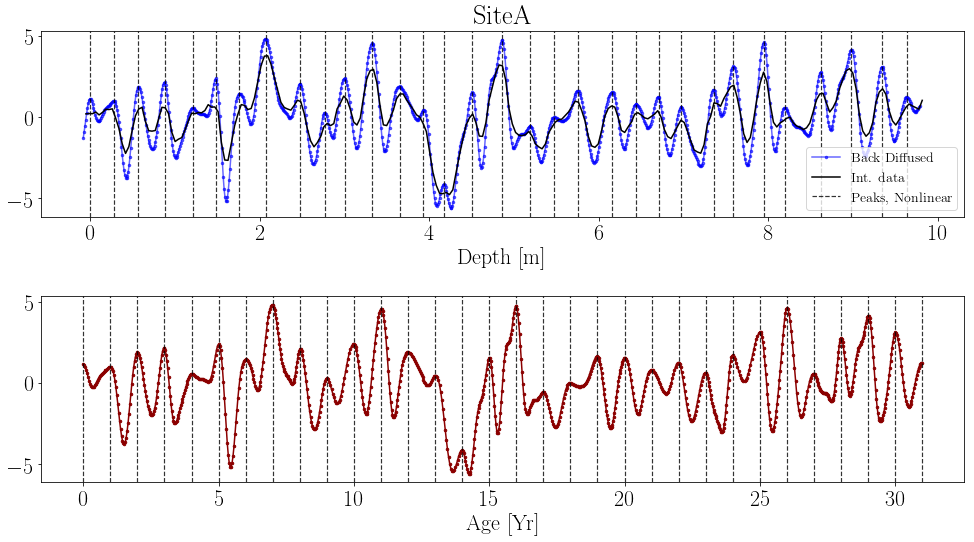 SiteA
5
0
−5
Back Diffused
Int. data
Peaks, Nonlinear
0 2 4 6 8 10
Depth [m]
5
0
−5
0 5 10 15 20 25 30
Age [Yr]